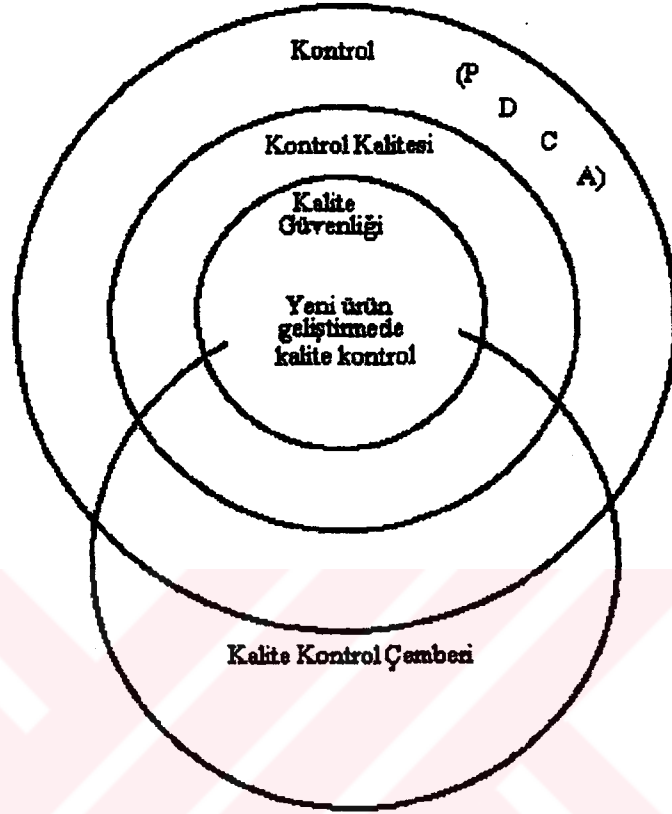 Kontrol
(P
D
C
A)
Kontrol Kalitesi
Kalite
Güvenliği
Yeni ürün
geliştirmede
kalite kontrol
Kalite Kontrol Çemberi